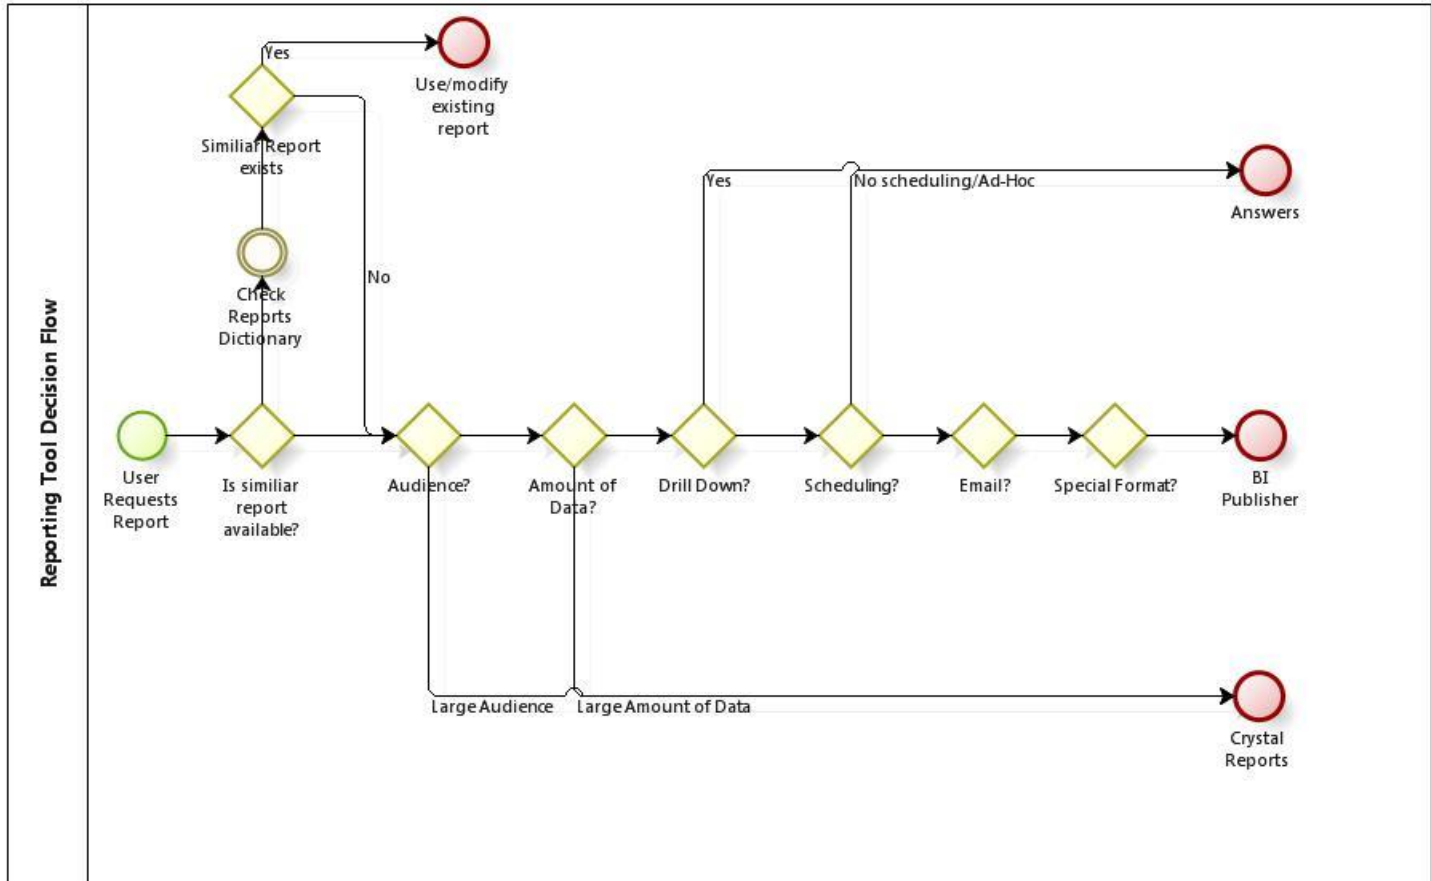 Reporting Tool Decision Flow
Yes
Use/modify
existing
report
Similiar Report
exists
Yes
No scheduling/Ad-Hoc
Answers
No
Check
Reports
Dictionary
User
Requests
Report
Is similiar
report
available?
Audience?
Amount of
Data?
Drill Down?
Scheduling?
Email?
Special Format?
BI
Publisher
Large Audience
Large Amount of Data
Crystal
Reports